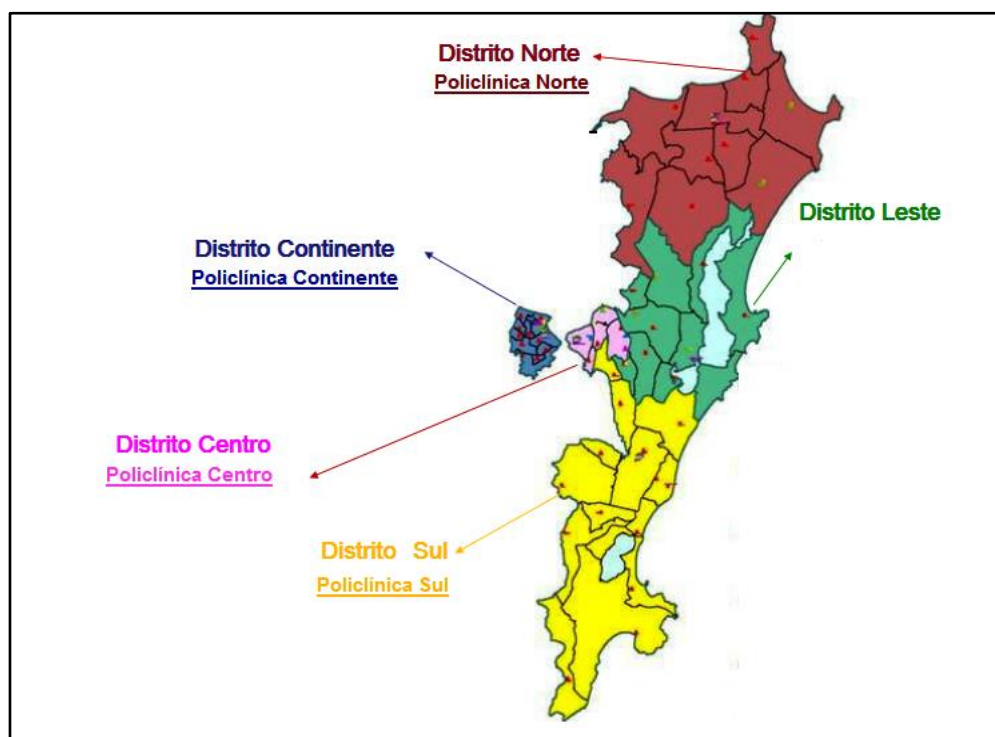 Distrito Norte
Policlínica Norte
Distrito Leste
Distrito Continente
Policlínica Continente
Distrito Centro
Policlínica Centro
Distrito Sul
Policlínica Sul